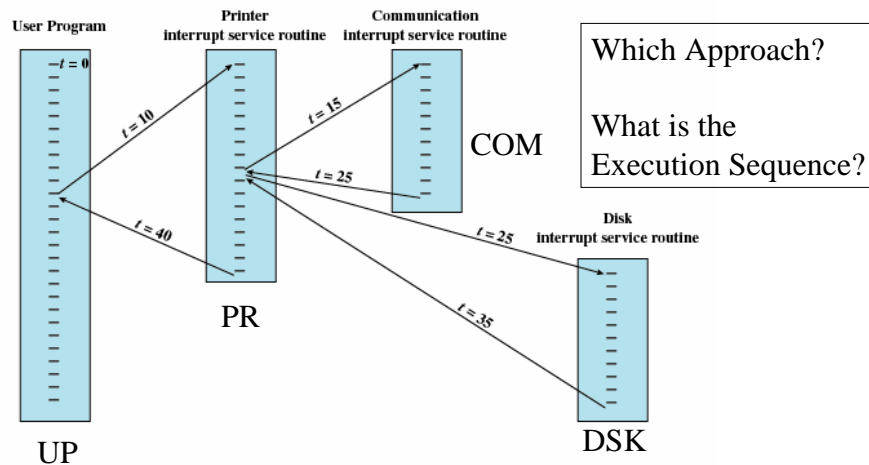 User Program
Printer
interrupt service routine
Communication
interrupt service routine
Which Approach?
What is the
Execution Sequence?
t = 0
t = 10
t = 15
COM
t = 25
Disk
interrupt service routine
t = 25
t = 40
PR
t = 35
UP
DSK